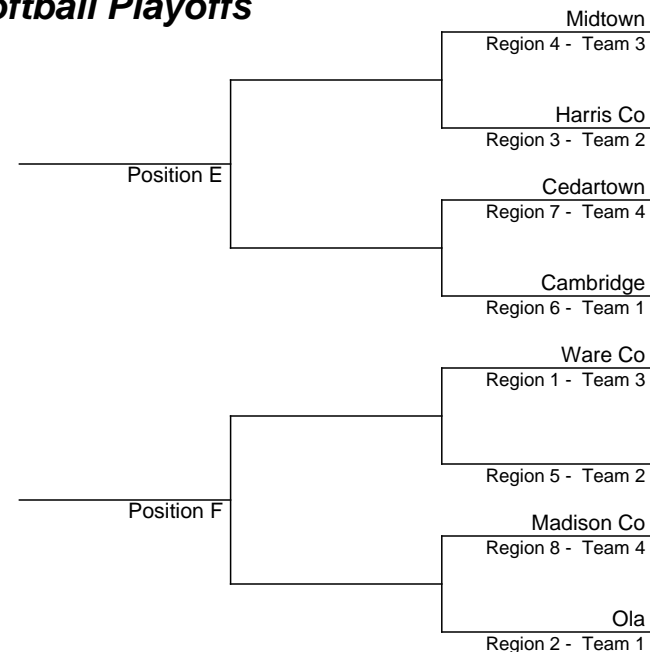 Softball Playoffs
Midtown
Region 4 - Team 3
Harris Co
Region 3 - Team 2
Position E
Cedartown
Region 7 - Team 4
Cambridge
Region 6 - Team 1
Ware Co
Region 1 - Team 3
Region 5 - Team 2
Position F
Madison Co
Region 8 - Team 4
Ola
Region 2 - Team 1